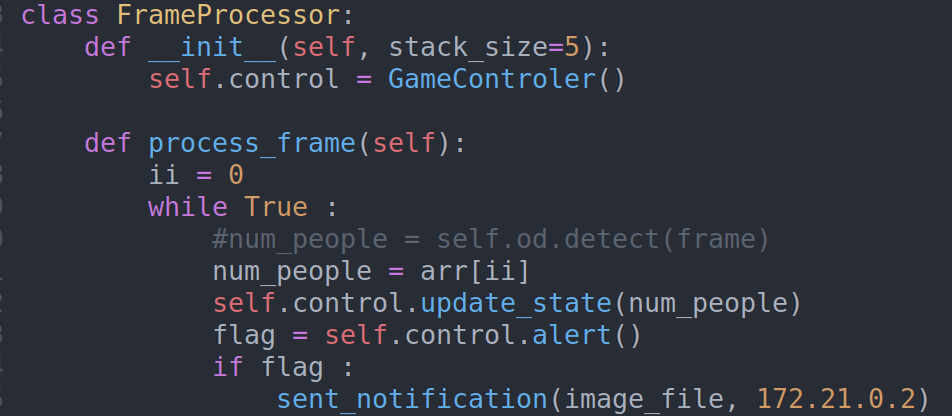 class FrameProcessor:
    def __init__(self, stack_size=5):
        self.control = GameControler()

    def process_frame(self):
        ii = 0
        while True :
            #num_people = self.od.detect(frame)
            num_people = arr[ii]
            self.control.update_state(num_people)
            flag = self.control.alert()
            if flag :
                sent_notification(image_file, 172.21.0.2)